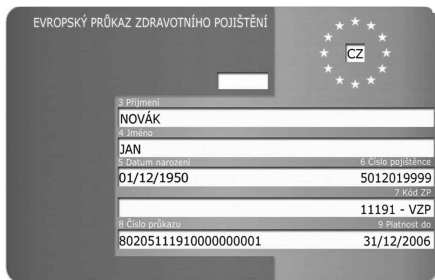 EVROPSKÝ PRŮKAZ ZDRAVOTNÍHO POJIŠTĚNÍ
CZ
3 Příjmení
NOVÁK
4 Jméno
JAN
5 Datum narození 6 Číslo pojištěnce
01/12/1950 5012019999
7 Kód ZP
11191 - VZP
8 Číslo průkazu 9 Platnost do
80205111910000000001 31/12/2006